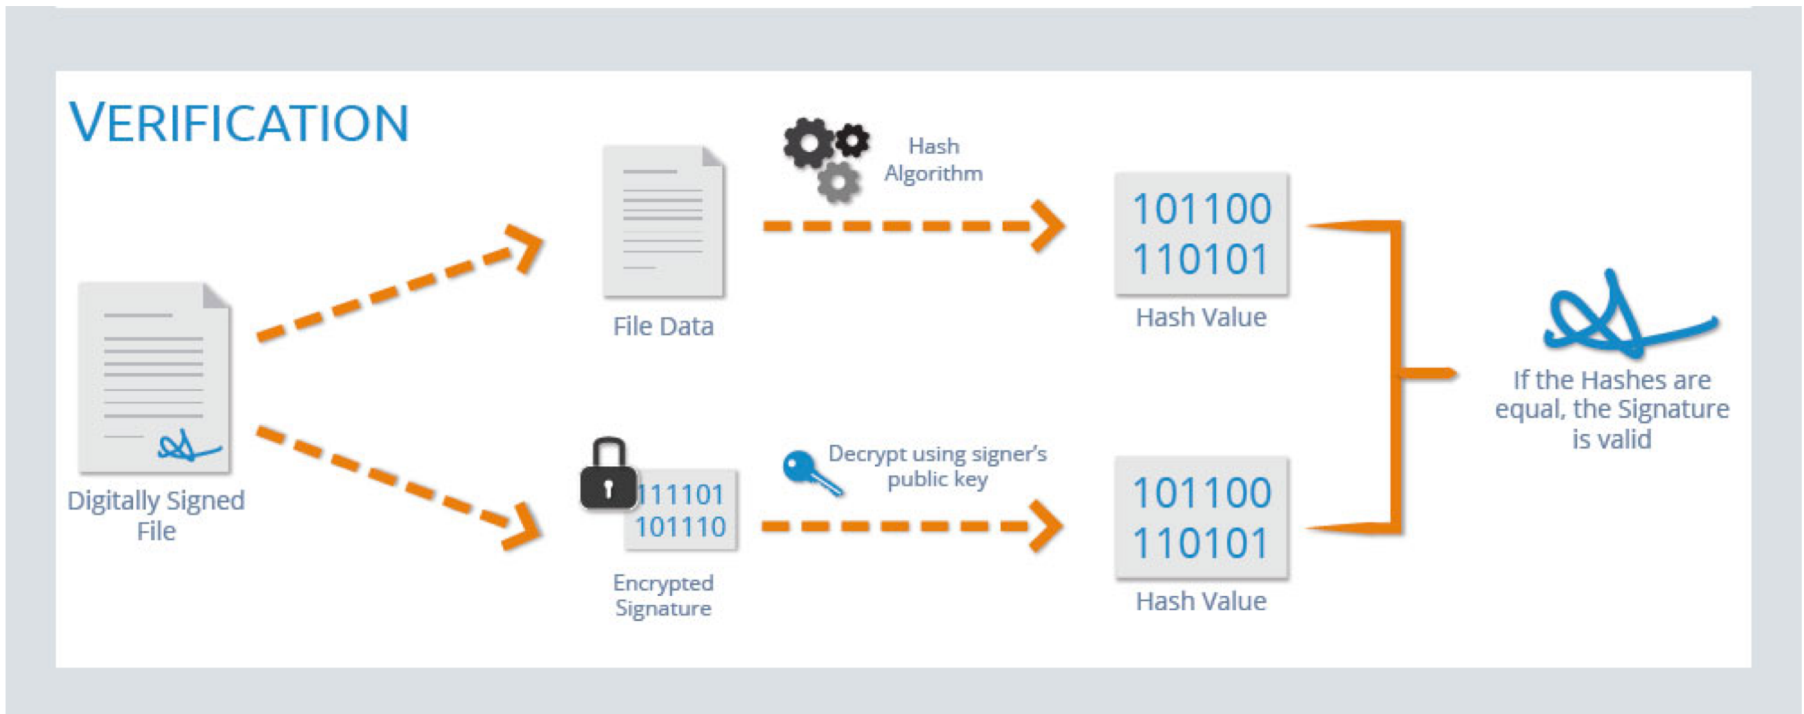 VERIFICATION
Hash
Algorithm
101100
110101
File Data
Hash Value
If the Hashes are
equal, the Signature
is valid
Digitally Signed
File
111101
101110
Encrypted
Signature
Decrypt using signer's
public key
101100
110101
Hash Value